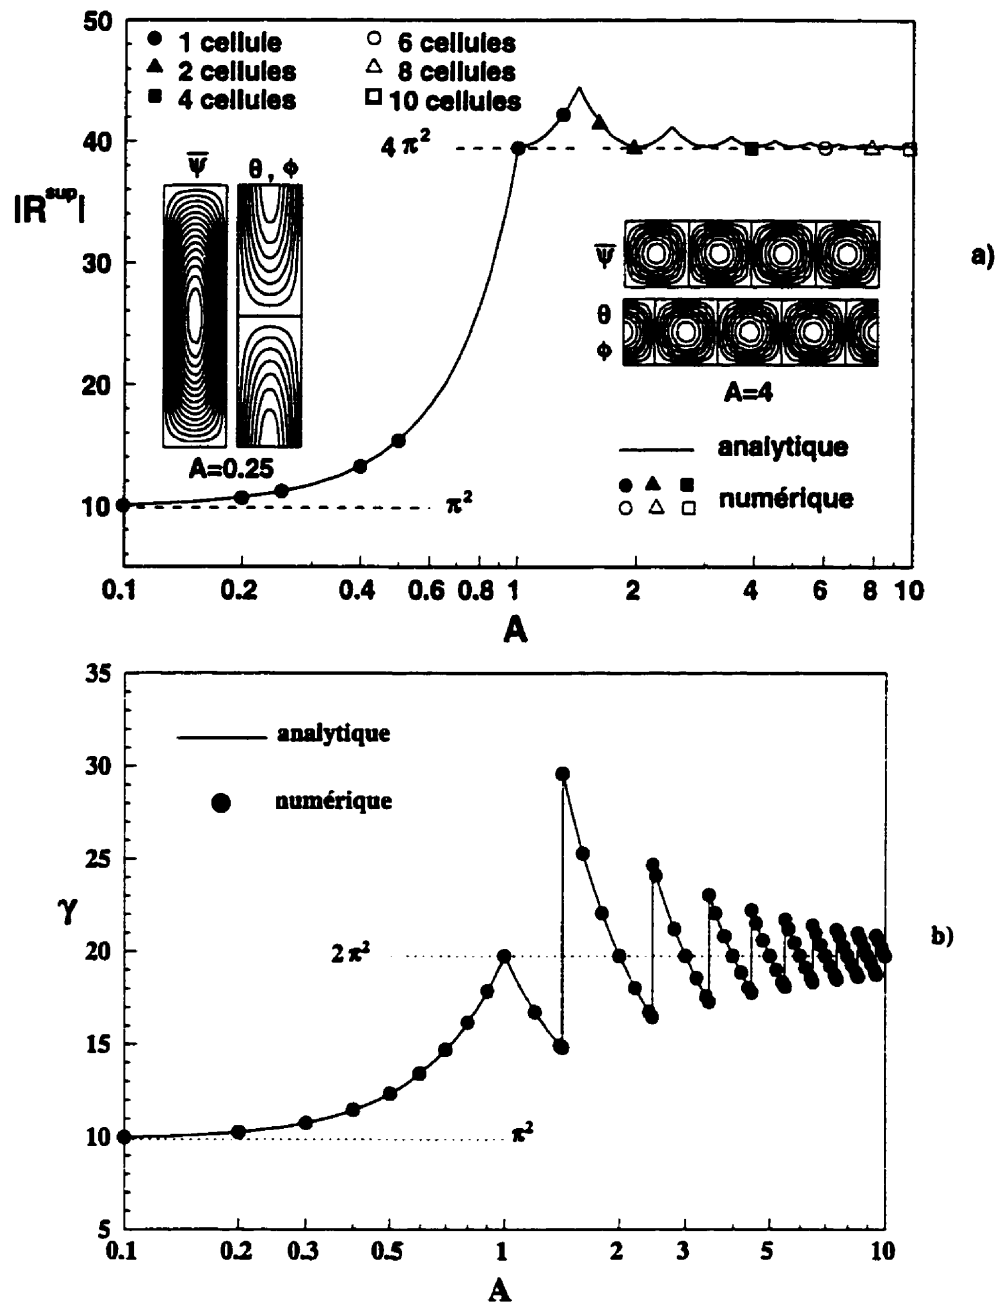 50
40
30
20
10
|R^sup|
1 cellule
2 cellules
4 cellules
6 cellules
8 cellules
10 cellules
4π²
ψ̅
θ, ϕ
A=0.25
π²
ψ̅
θ
ϕ
A=4
analytique
numérique
a)
0.1 0.2 0.4 0.6 0.8 1 2 4 6 8 10
A
35
30
25
20
15
10
5
γ
analytique
numérique
2π²
π²
b)
0.1 0.2 0.3 0.5 1 2 3 5 10
A